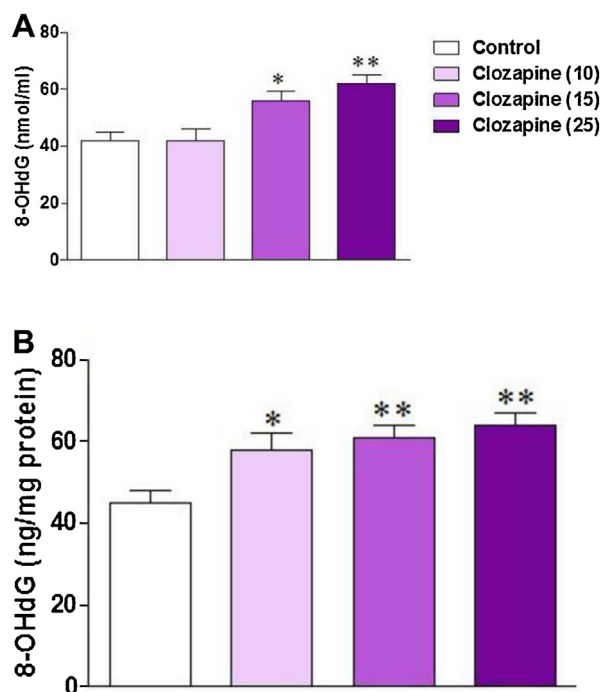 A
8-OHdG (nmol/ml)
80
60
40
20
0
*
**
Control
Clozapine (10)
Clozapine (15)
Clozapine (25)
B
8-OHdG (ng/mg protein)
80
60
40
20
0
*
**
**